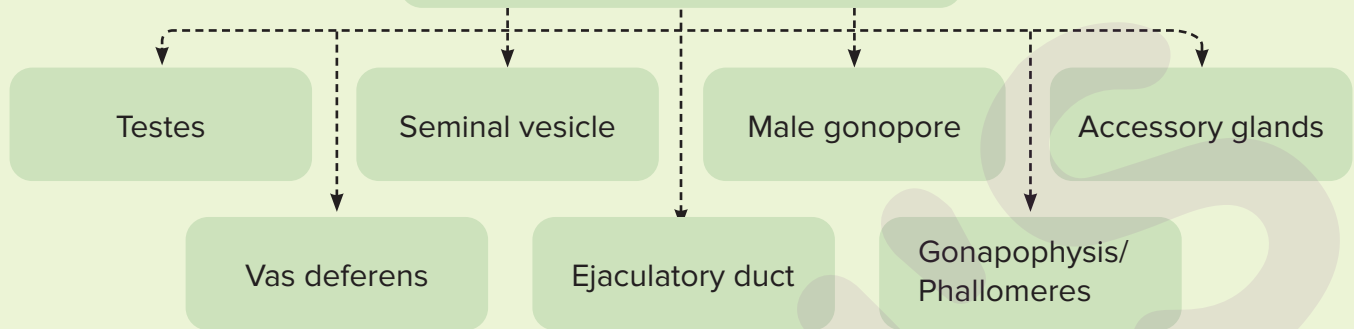 Testes
Seminal vesicle
Male gonopore
Accessory glands
Vas deferens
Ejaculatory duct
Gonapophysis/
Phallomeres